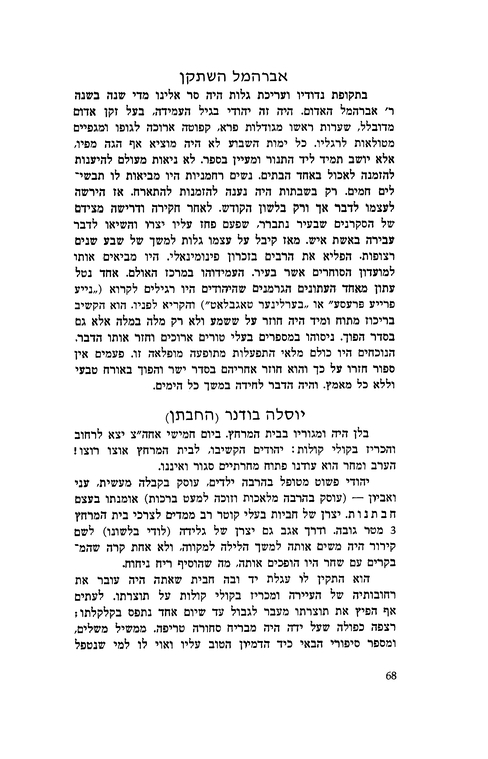 אברהמל השתקן
בתקופת נדודיו ועריכת גלות היה סר אלינו מדי שנה בשנה
ר׳ אברהמל האדום. היה זה יהודי בגיל העמידה, בעל זקן אדום
מדובלל, שערות ראשו מגודלות פרא, קפוטה ארוכה לגופו ומגפיים
מטולאות לרגליו. כל ימות השבוע לא היה מוציא אף הגה מפיו,
אלא יושב תמיד ליד התנור ומעיין בספר. לא ניאות מעולם להיענות
להזמנה לאכול באחד הבתים. נשים רחמניות היו מביאות לו תבשי־
לים חמים. רק בשבתות היה נענה להזמנות להתארח. אז הירשה
לעצמו לדבר אך ורק בלשון הקודש. לאחר חקירה ודרישה מצידם
של הסקרנים שבעיר נתברר, שפעם פחז עליו יצרו והשיאו לדבר
עבירה באשת איש. מאז קיבל על עצמו גלות למשך של שבע שנים
רצופות. הפליא את הרבים בזכרון פינומינאלי. היו מביאים אותו
למועדון הסוחרים אשר בעיר. העמידוהו במרכז האולם. אחד נטל
עתון מאחד העתונים הגרמנים שהיהודים היו רגילים לקרוא („נייע
פרייע פרעסע״ או „בערלינער טאגבלאט״) והקריא לפניו. הוא הקשיב
בריכוז מתוח ומיד היה חוזר על ששמע ולא רק מלה במלה אלא גם
בסדר הפוך. ניסוהו במספרים בעלי טורים ארוכים וחזר אותו הדבר.
הנוכחים היו כולם מלאי התפעלות מתופעה מופלאה זו. פעמים אין
ספור חזרו על כך והוא חוזר אחריהם בסדר ישר והפוך באורח טבעי
וללא כל מאמץ. והיה הדבר לחידה במשך כל הימים.
יוסלה בודנר (החבתן)
בלן היה ומגוריו בבית המרחץ. ביום חמישי אחה״צ יצא לרחוב
והכריז בקולי קולות: יהודים הקשיבו, לבית המרחץ אוצו רוצו!
הערב ומחר הוא עודנו פתוח מחרתיים סגור ואיננו.
יהודי פשוט מטופל בהרבה ילדים, עוסק בקבלה מעשית, עני
ואביון — (עוסק בהרבה מלאכות וזוכה למעט ברכות) אומנתו בעצם
ח ב ת נ ו ת. יצרן של חביות בעלי קוטר רב ממדים לצרכי בית המרחץ
3 מטר גובה. ודרך אגב גם יצרן של גלידה (לודי בלשונו) לשם
קירור היה משים אותה למשך הלילה למקווה, ולא אחת קרה שהמ־
בקרים עם שחר היו הופכים אותה, מה שהוסיף ריח ניחוח.
הוא התקין לו עגלת יד ובה חבית שאתה היה עובר את
רחובותיה של העיירה ומכריז בקולי קולות על תוצרתו. לעתים
אף הפיץ את תוצרתו מעבר לגבול עד שיום אחד נתפס בקלקלתו;
רצפה כפולה שעל ידה היה מבריח סחורה טריפה. ממשיל משלים,
ומספר סיפורי הבאי כיד הדמיון הטוב עליו ואוי לו למי שנטפל
68